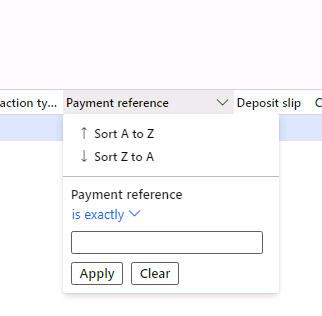 action ty... Payment reference Deposit slip C
↑ Sort A to Z
↓ Sort Z to A
Payment reference
is exactly
Apply Clear